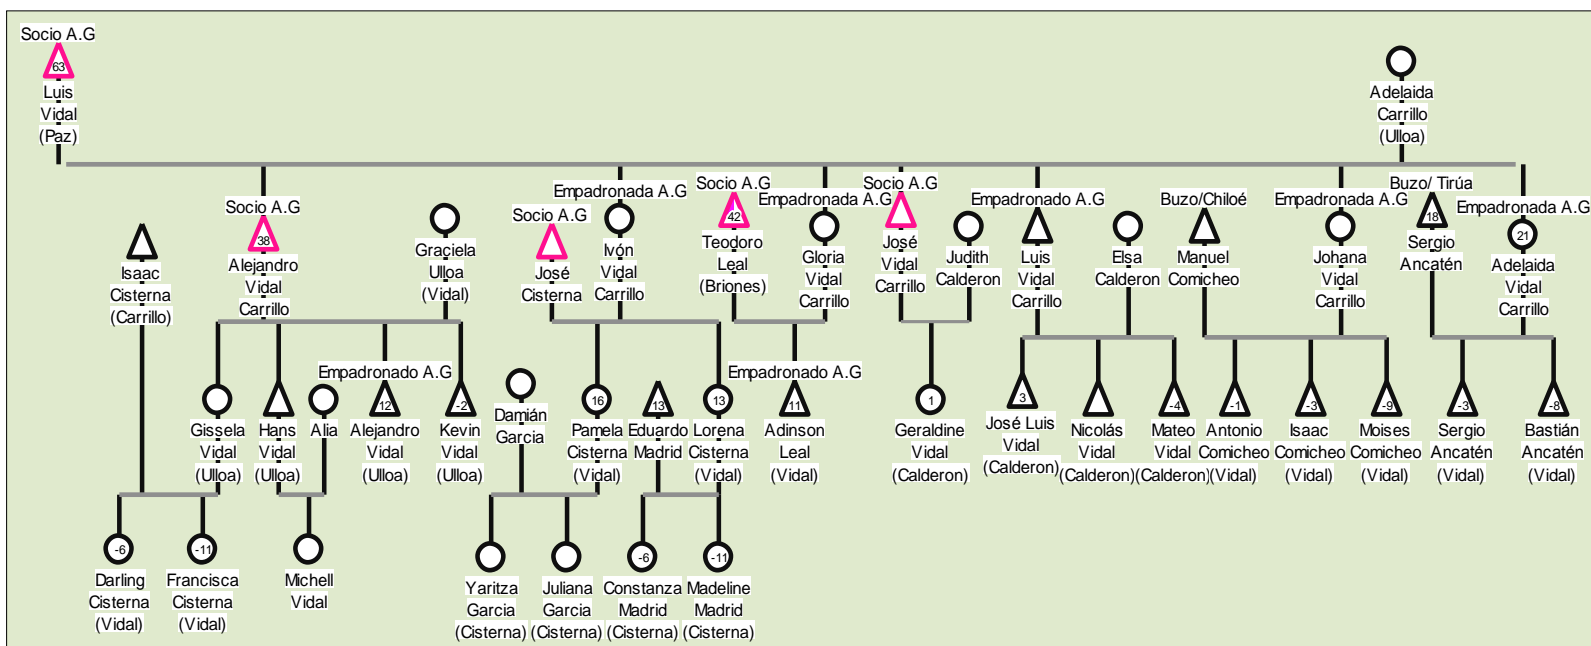 Socio A.G
63
Luis
Vidal
(Paz)
Adelaida
Carrillo
(Ulloa)
Isaac
Cisterna
(Carrillo)
Socio A.G
38
Alejandro
Vidal
Carrillo
Graciela
Ulloa
(Vidal)
Socio A.G
José
Cisterna
Empadronada A.G
Ivón
Vidal
Carrillo
Socio A.G
42
Teodoro
Leal
(Briones)
Empadronada A.G
Gloria
Vidal
Carrillo
Socio A.G
José
Vidal
Carrillo
Judith
Calderon
Empadronado A.G
Luis
Vidal
Carrillo
Elsa
Calderon
Buzo/Chiloé
Manuel
Comicheo
Empadronada A.G
Johana
Vidal
Carrillo
Buzo/ Tirúa
18
Sergio
Ancatén
Empadronada A.G
21
Adelaida
Vidal
Carrillo
Gissela
Vidal
(Ulloa)
Hans
Vidal
(Ulloa)
Alia
Empadronado A.G
12
Alejandro
Vidal
(Ulloa)
-2
Kevin
Vidal
(Ulloa)
Damián
Garcia
16
Pamela
Cisterna
(Vidal)
13
Eduardo
Madrid
13
Lorena
Cisterna
(Vidal)
Empadronado A.G
11
Adinson
Leal
(Vidal)
1
Geraldine
Vidal
(Calderon)
3
José Luis
Vidal
(Calderon)
Nicolás
Vidal
(Calderon)
-4
Mateo
Vidal
(Calderon)
-1
Antonio
Comicheo
(Vidal)
-3
Isaac
Comicheo
(Vidal)
-9
Moises
Comicheo
(Vidal)
-3
Sergio
Ancatén
(Vidal)
-8
Bastián
Ancatén
(Vidal)
-6
Darling
Cisterna
(Vidal)
-11
Francisca
Cisterna
(Vidal)
Michell
Vidal
Yaritza
Garcia
(Cisterna)
Juliana
Garcia
(Cisterna)
-6
Constanza
Madrid
(Cisterna)
-11
Madeline
Madrid
(Cisterna)